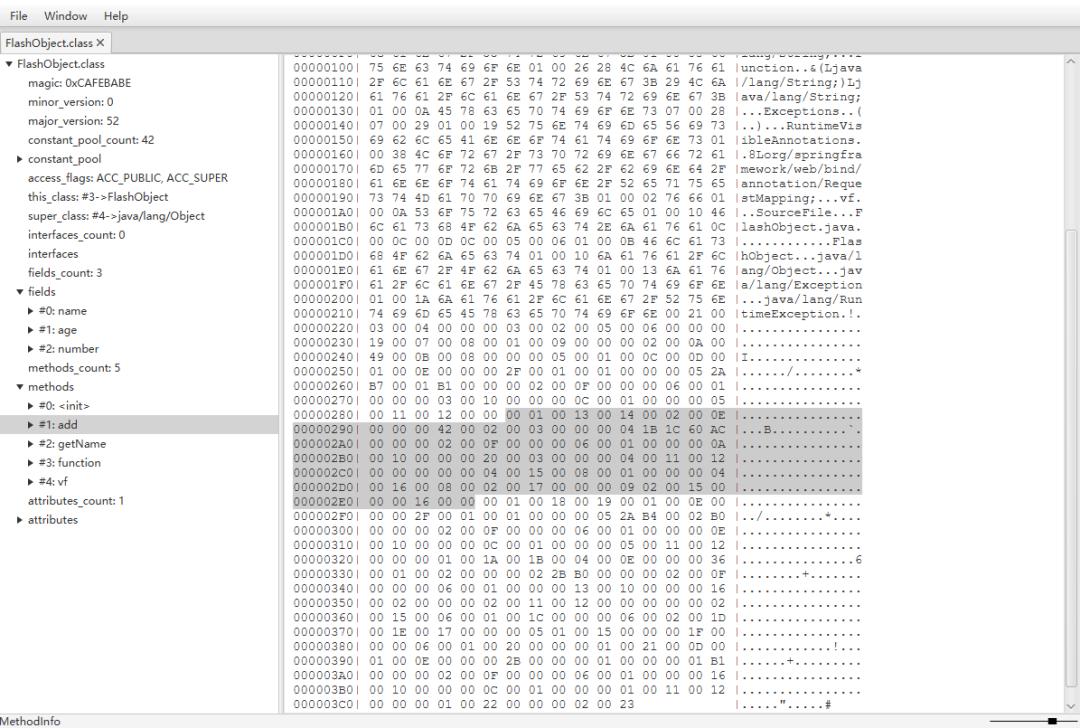 File Window Help
FlashObject.class ✕
FlashObject.class
magic: 0xCAFEBABE
minor_version: 0
major_version: 52
constant_pool_count: 42
constant_pool
access_flags: ACC_PUBLIC, ACC_SUPER
this_class: #3->FlashObject
super_class: #4->java/lang/Object
interfaces_count: 0
interfaces
fields_count: 3
fields
#0: name
#1: age
#2: number
methods_count: 5
methods
#0: <init>
#1: add
#2: getName
#3: function
#4: vf
attributes_count: 1
attributes
00000100| 75 6E 63 74 69 6F 6E 01 00 26 28 4C 6A 61 76 61 |unction..&(Ljava
00000110| 2F 6C 61 6E 67 2F 53 74 72 69 6E 67 3B 29 4C 6A |/lang/String;)Lj
00000120| 61 76 61 2F 6C 61 6E 67 2F 53 74 72 69 6E 67 3B |ava/lang/String;
00000130| 01 00 0A 45 78 63 65 70 74 69 6F 6E 73 07 00 28 |...Exceptions..(
00000140| 07 00 29 01 00 19 52 75 6E 74 69 6D 65 56 69 73 |..)...RuntimeVis
00000150| 69 62 6C 65 41 6E 6E 6F 74 61 74 69 6F 6E 73 01 |ibleAnnotations.
00000160| 00 38 4C 6F 72 67 2F 73 70 72 69 6E 67 66 72 61 |.8Lorg/springfra
00000170| 6D 65 77 6F 72 6B 2F 77 65 62 2F 62 69 6E 64 2F |mework/web/bind/
00000180| 61 6E 6E 6F 74 61 74 69 6F 6E 2F 52 65 71 75 65 |annotation/Reque
00000190| 73 74 4D 61 70 70 69 6E 67 3B 01 00 02 76 66 01 |stMapping;...vf.
000001A0| 00 0A 53 6F 75 72 63 65 46 69 6C 65 01 00 10 46 |..SourceFile...F
000001B0| 6C 61 73 68 4F 62 6A 65 63 74 2E 6A 61 76 61 0C |lashObject.java.
000001C0| 00 0C 00 0D 0C 00 05 00 06 01 00 0B 46 6C 61 73 |............Flas
000001D0| 68 4F 62 6A 65 63 74 01 00 10 6A 61 76 61 2F 6C |hObject...java/l
000001E0| 61 6E 67 2F 4F 62 6A 65 63 74 01 00 13 6A 61 76 |ang/Object...jav
000001F0| 61 2F 6C 61 6E 67 2F 45 78 63 65 70 74 69 6F 6E |a/lang/Exception
00000200| 01 00 1A 6A 61 76 61 2F 6C 61 6E 67 2F 52 75 6E |...java/lang/Run
00000210| 74 69 6D 65 45 78 63 65 70 74 69 6F 6E 00 21 00 |timeException.!.
00000220| 03 00 04 00 00 00 03 00 02 00 05 00 06 00 00 00 |................
00000230| 19 00 07 00 08 00 01 00 09 00 00 00 02 00 0A 00 |................
00000240| 49 00 0B 00 08 00 00 00 05 00 01 00 0C 00 0D 00 |I...............
00000250| 01 00 0E 00 00 00 2F 00 01 00 01 00 00 00 05 2A |....../........*
00000260| B7 00 01 B1 00 00 00 02 00 0F 00 00 00 06 00 01 |................
00000270| 00 00 00 03 00 10 00 00 00 0C 00 01 00 00 00 05 |................
00000280| 00 11 00 12 00 00 00 01 00 13 00 14 00 02 00 0E |................
00000290| 00 00 00 42 00 02 00 03 00 00 00 04 1B 1C 60 AC |...B..........`.
000002A0| 00 00 00 02 00 0F 00 00 00 06 00 01 00 00 00 0A |................
000002B0| 00 10 00 00 00 20 00 03 00 00 00 04 00 11 00 12 |..... ..........
000002C0| 00 00 00 00 00 04 00 15 00 08 00 01 00 00 00 04 |................
000002D0| 00 16 00 08 00 02 00 17 00 00 00 09 02 00 15 00 |................
000002E0| 00 00 16 00 00 00 01 00 18 00 19 00 01 00 0E 00 |................
000002F0| 00 00 2F 00 01 00 01 00 00 00 05 2A B4 00 02 B0 |../........*....
00000300| 00 00 00 02 00 0F 00 00 00 06 00 01 00 00 00 0E |................
00000310| 00 10 00 00 00 0C 00 01 00 00 00 05 00 11 00 12 |................
00000320| 00 00 00 01 00 1A 00 1B 00 04 00 0E 00 00 00 36 |...............6
00000330| 00 01 00 02 00 00 00 02 2B B0 00 00 00 02 00 0F |........+.......
00000340| 00 00 00 06 00 01 00 00 00 13 00 10 00 00 00 16 |................
00000350| 00 02 00 00 00 02 00 11 00 12 00 00 00 00 00 02 |................
00000360| 00 15 00 06 00 01 00 1C 00 00 00 06 00 02 00 1D |................
00000370| 00 1E 00 17 00 00 00 05 01 00 15 00 00 00 1F 00 |................
00000380| 00 00 06 00 01 00 20 00 00 00 01 00 21 00 0D 00 |...... .....!...
00000390| 01 00 0E 00 00 00 2B 00 00 00 01 00 00 00 01 B1 |......+.........
000003A0| 00 00 00 02 00 0F 00 00 00 06 00 01 00 00 00 16 |................
000003B0| 00 10 00 00 00 0C 00 01 00 00 00 01 00 11 00 12 |................
000003C0| 00 00 00 01 00 22 00 00 00 02 00 23 |.....".....#
MethodInfo